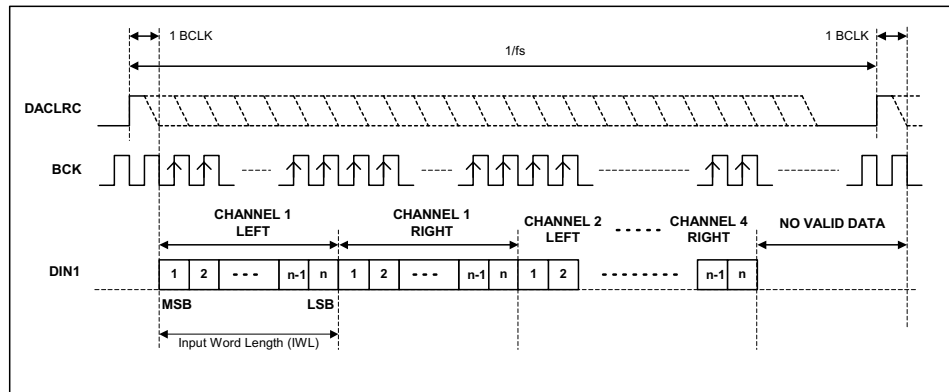 1 BCLK
1 BCLK
1/fs
DACLRC
BCK
CHANNEL 1
LEFT
CHANNEL 1
RIGHT
CHANNEL 2
LEFT
CHANNEL 4
RIGHT
NO VALID DATA
DIN1
1 2 n-1 n 1 2 n-1 n 1 2 n-1 n
MSB LSB
Input Word Length (IWL)